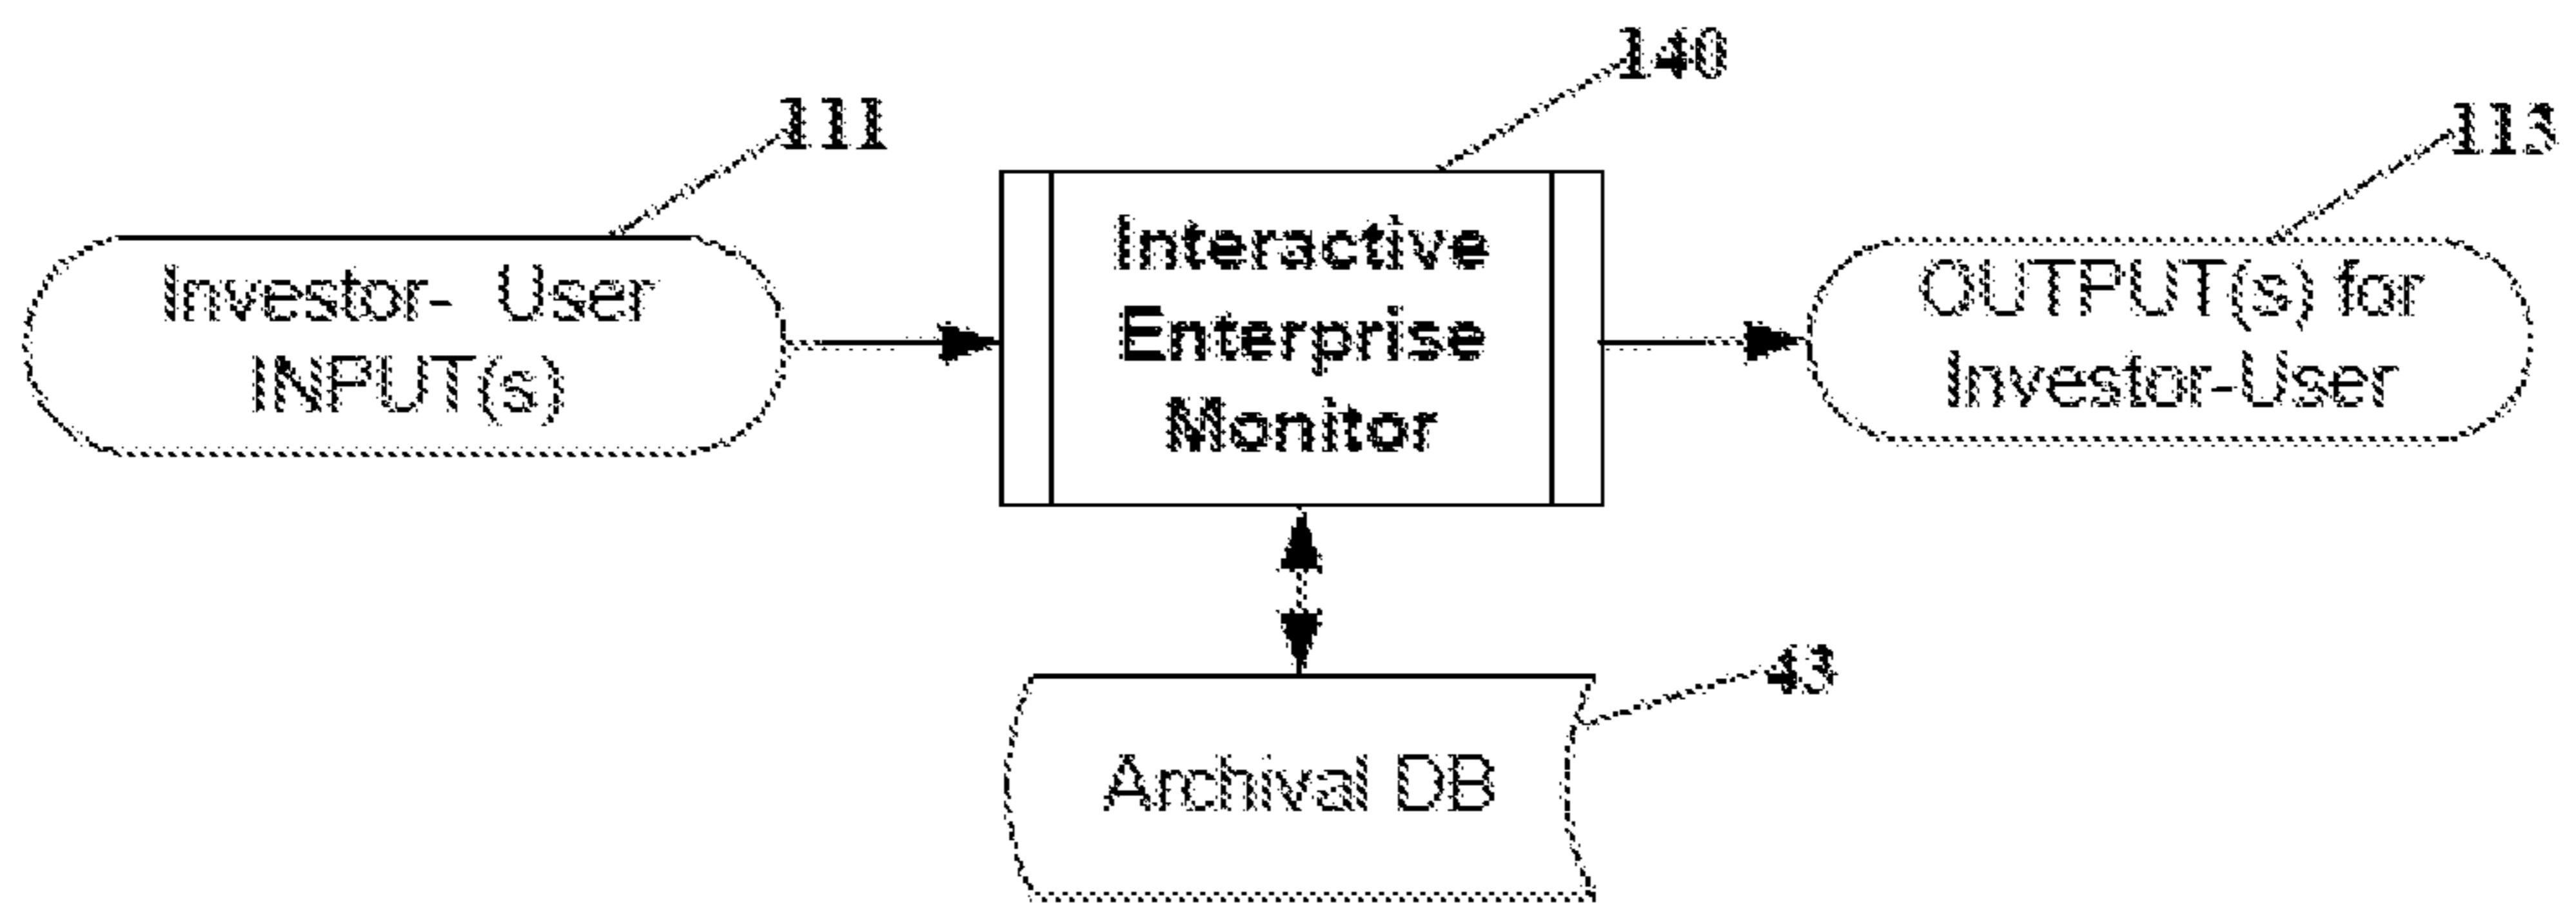 140
111
113
Investor- User
INPUT(s)
Interactive
Enterprise
Monitor
OUTPUT(s) for
Investor-User
43
Archival DB